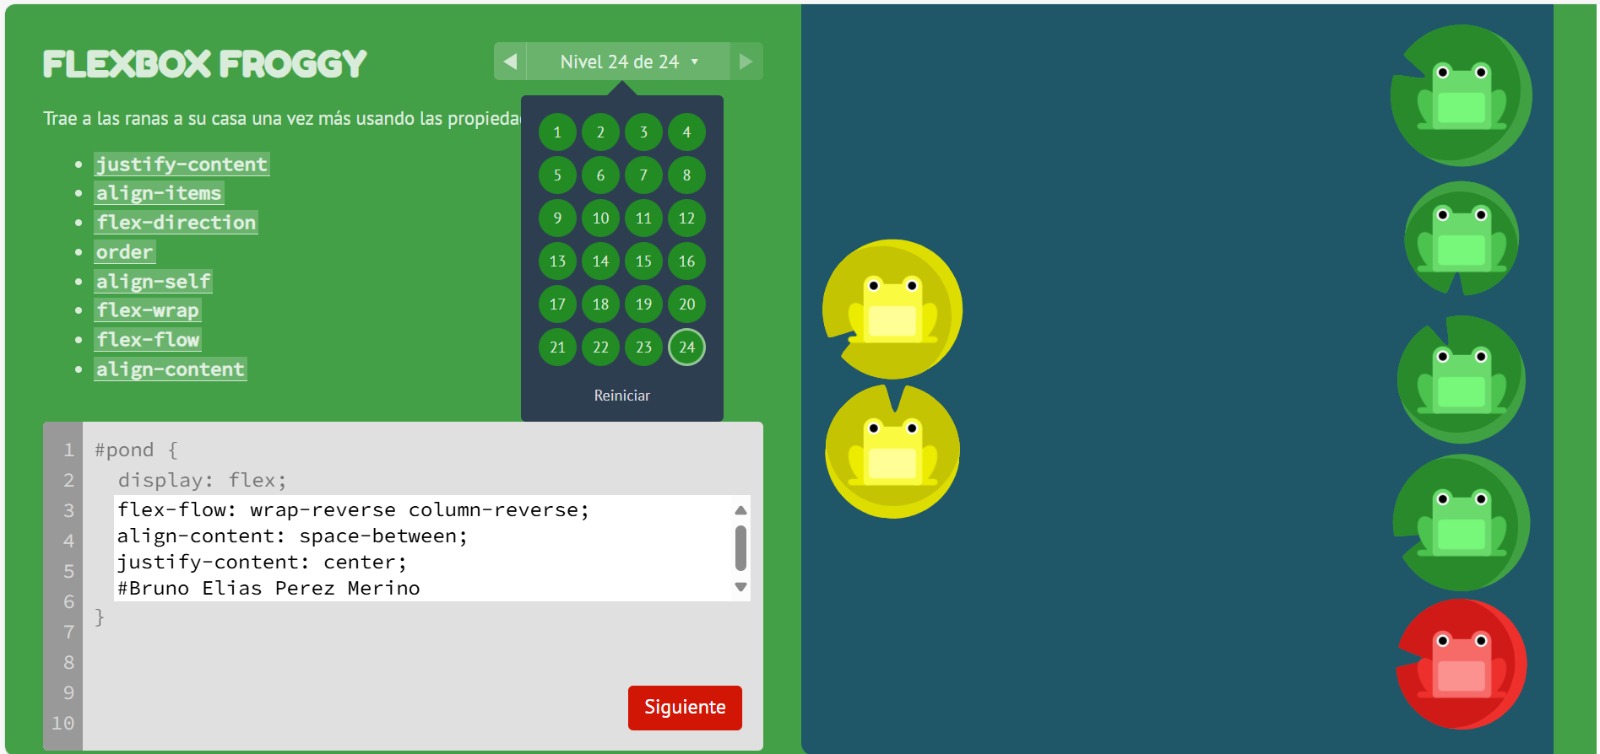 FLEXBOX FROGGY
◀ Nivel 24 de 24 ▼ ▶
Trae a las ranas a su casa una vez más usando las
• justify-content
• align-items
• flex-direction
• order
• align-self
• flex-wrap
• flex-flow
• align-content
1 2 3 4
5 6 7 8
9 10 11 12
13 14 15 16
17 18 19 20
21 22 23 24
Reiniciar
1 #pond {
2 display: flex;
3 flex-flow: wrap-reverse column-reverse;
4 align-content: space-between;
5 justify-content: center;
6 #Bruno Elias Perez Merino
}
7
8
9
10
Siguiente